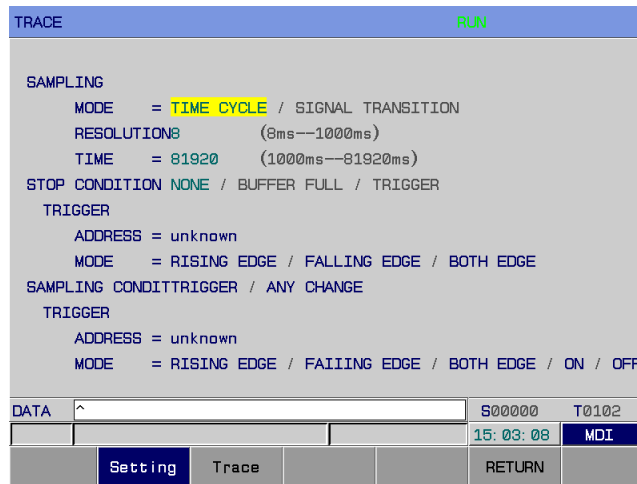 TRACE RUN
SAMPLING
MODE = TIME CYCLE / SIGNAL TRANSITION
RESOLUTION8 (8ms--1000ms)
TIME = 81920 (1000ms--81920ms)
STOP CONDITION NONE / BUFFER FULL / TRIGGER
TRIGGER
ADDRESS = unknown
MODE = RISING EDGE / FALLING EDGE / BOTH EDGE
SAMPLING CONDITTRIGGER / ANY CHANGE
TRIGGER
ADDRESS = unknown
MODE = RISING EDGE / FAIIING EDGE / BOTH EDGE / ON / OFF
DATA ^ S00000 T0102
15:03:08 MDI
Setting Trace RETURN